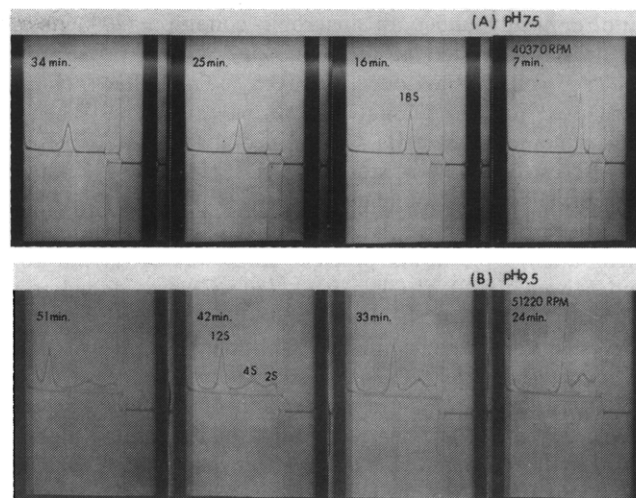 (A) pH7.5
34 min.
25 min.
16 min.
40370 RPM
7 min.
18S
(B) pH9.5
51 min.
42 min.
33 min.
51220 RPM
24 min.
12S
4S
2S